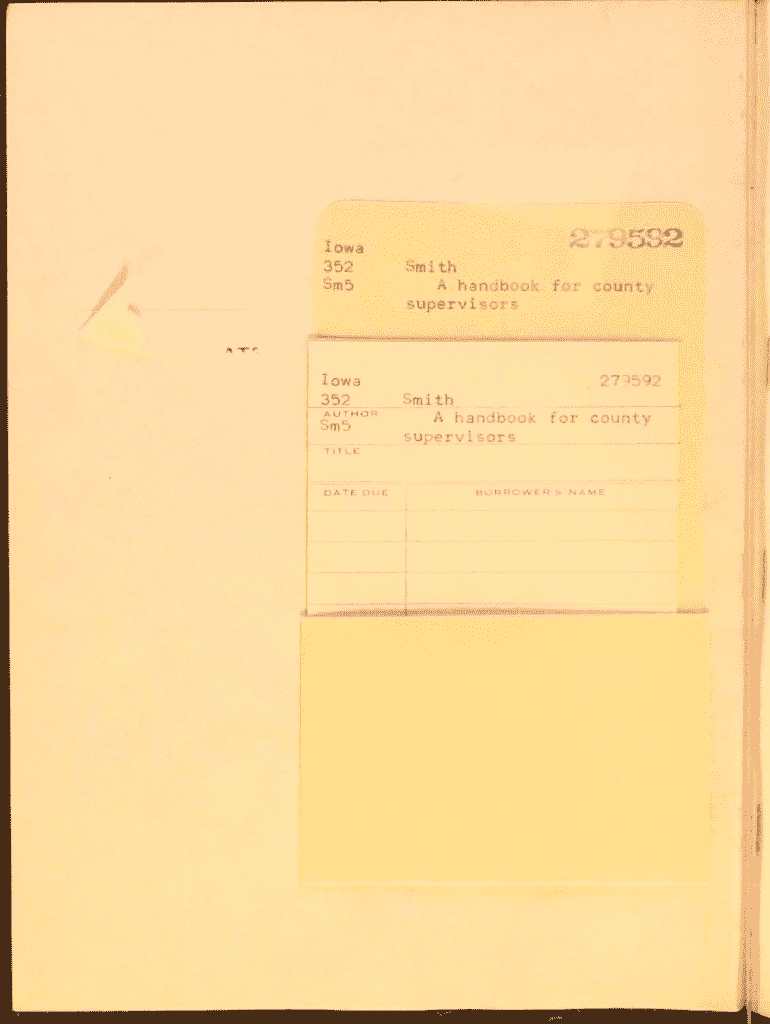 Iowa 279592
352 Smith
Sm5 A handbook for county
supervisors
Iowa 279592
352 Smith
AUTHOR
Sm5 A handbook for county
supervisors
TITLE
DATE DUE BORROWER'S NAME